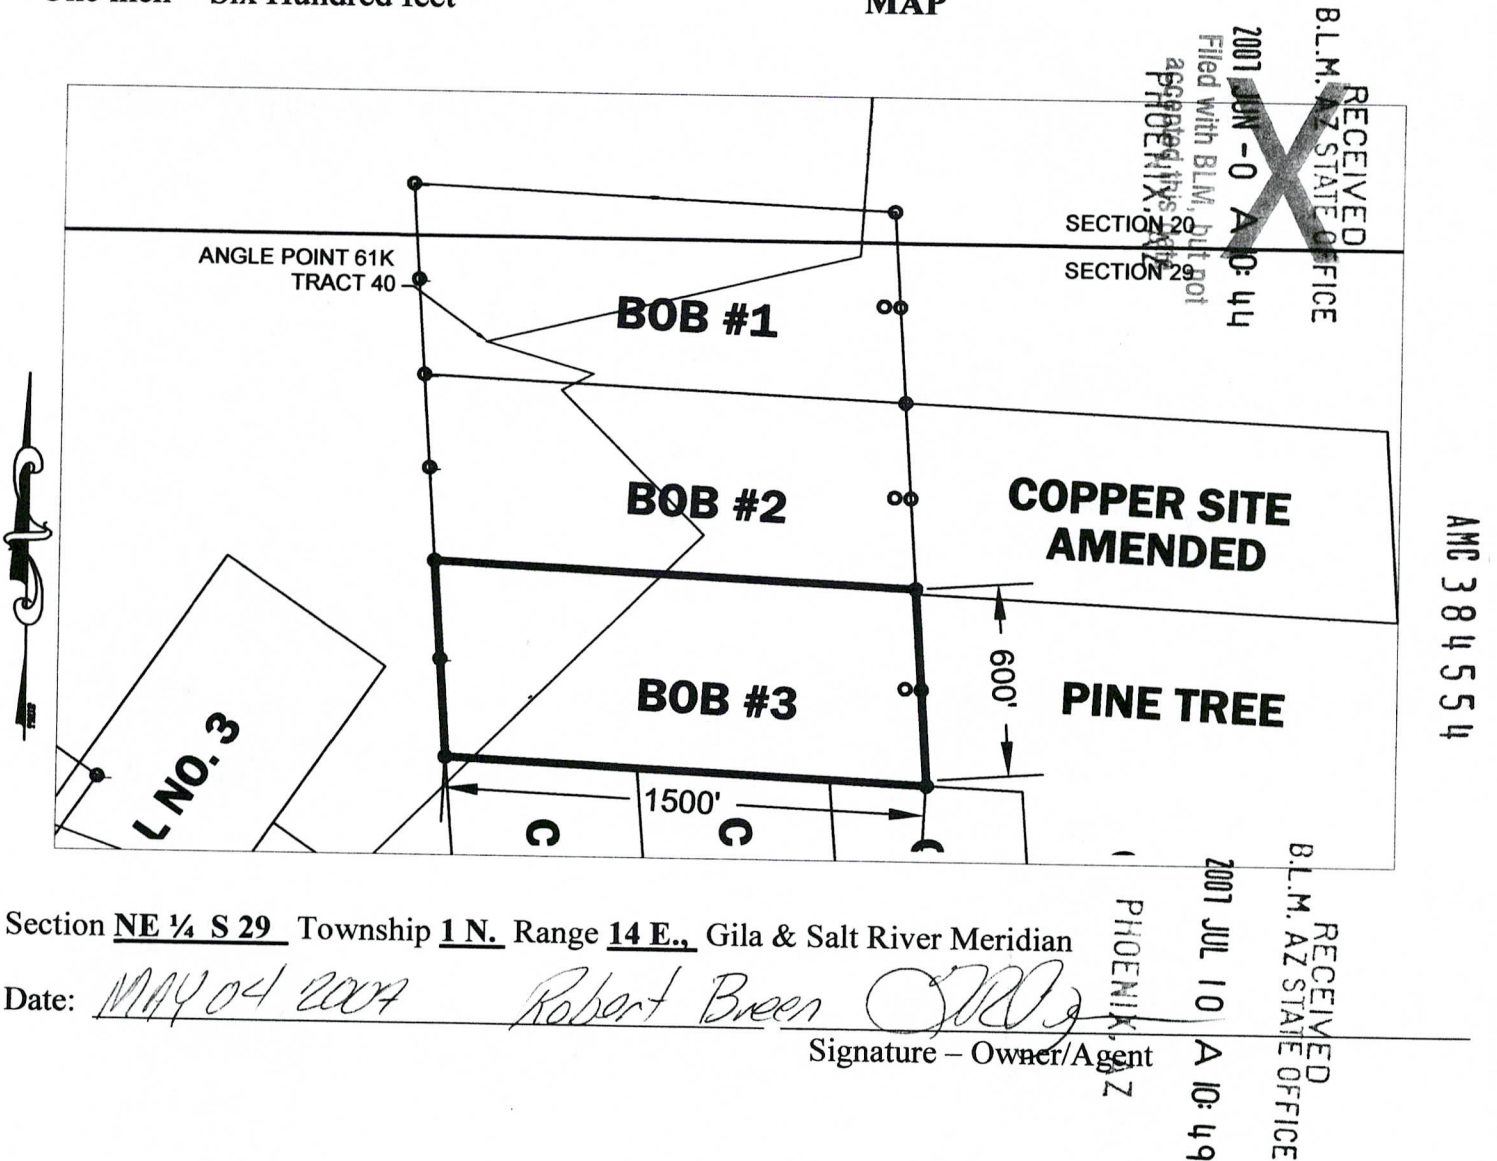 One Inch = Six Hundred feet
MAP
RECEIVED
B.L.M. AZ STATE OFFICE
2007 JUN -0 A 10:44
Filed with BLM, but not
accepted this date
PHOENIX, AZ
SECTION 20
SECTION 29
ANGLE POINT 61K
TRACT 40
BOB #1
BOB #2
COPPER SITE
AMENDED
BOB #3
600'
PINE TREE
L NO. 3
1500'
C
C
AMC 384554
Section NE ¼ S 29 Township 1 N. Range 14 E., Gila & Salt River Meridian
Date: MAY 04 2007 Robert Breen
Signature – Owner/Agent
RECEIVED
B.L.M. AZ STATE OFFICE
2007 JUL 10 A 10:49
PHOENIX, AZ